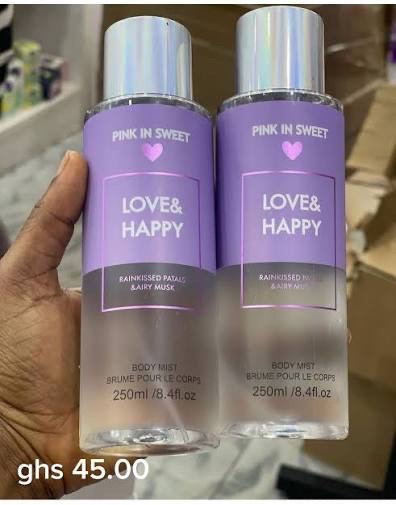 PINK IN SWEET
LOVE&
HAPPY
RAINKISSED PATALS
&AIRY MUSK
BODY MIST
BRUME POUR LE CORPS
250ml /8.4fl.oz
PINK IN SWEET
LOVE&
HAPPY
RAINKISSED
&AIRY
BODY MIST
BRUME POUR LE CORPS
250ml /8.4fl.oz
ghs 45.00